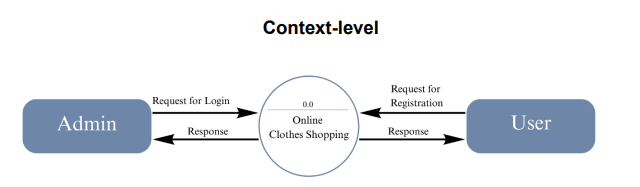 Context-level
Admin
Request for Login
Response
0.0
Online
Clothes Shopping
Request for
Registration
Response
User